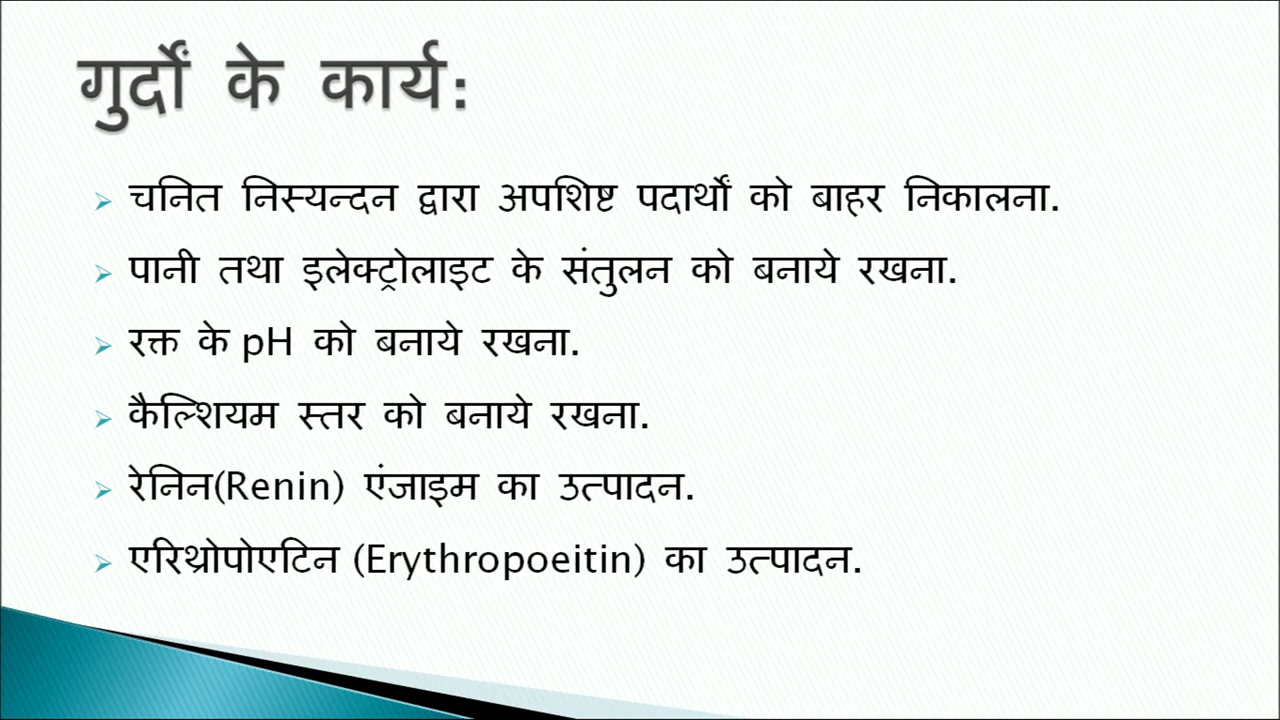 गुर्दों के कार्य:
चनित निस्यन्दन द्वारा अपशिष्ट पदार्थों को बाहर निकालना.
पानी तथा इलेक्ट्रोलाइट के संतुलन को बनाये रखना.
रक्त के pH को बनाये रखना.
कैल्शियम स्तर को बनाये रखना.
रेनिन(Renin) एंजाइम का उत्पादन.
एरिथ्रोपोएटिन (Erythropoeitin) का उत्पादन.